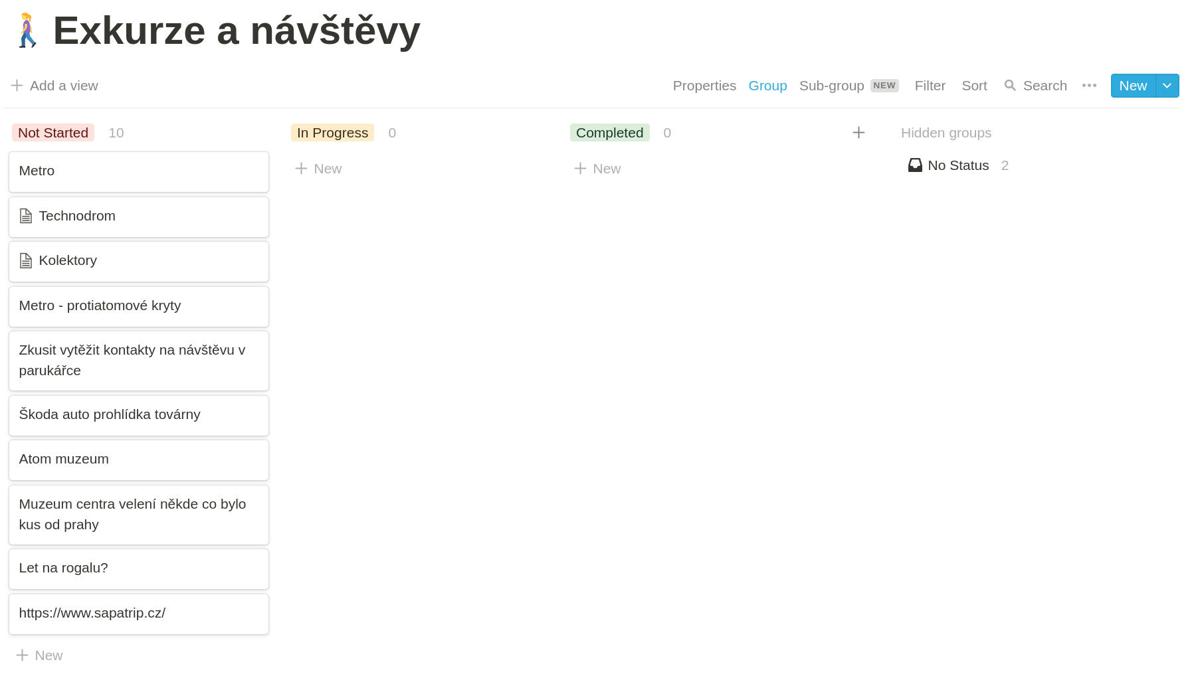 Exkurze a návštěvy
Add a view
Properties Group Sub-group NEW Filter Sort Search New
Not Started 10
Metro
Technodrom
Kolektory
Metro - protiatomové kryty
Zkusit vytěžit kontakty na návštěvu v
parukářce
Škoda auto prohlídka továrny
Atom muzeum
Muzeum centra velení někde co bylo
kus od prahy
Let na rogalu?
https://www.sapatrip.cz/
New
In Progress 0
New
Completed 0
New
Hidden groups
No Status 2